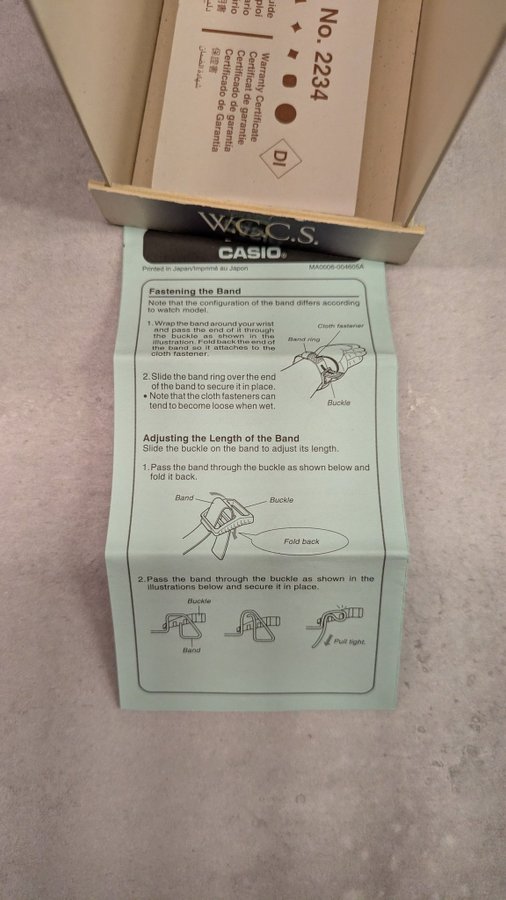 No. 2234
Warranty Certificate
Certificat de garantie
Certificado de garantia
Certificado de Garantia
保証書
DI
W.C.C.S.
CASIO®
Printed in Japan/Imprimé au Japon
MA0006-004605A
Fastening the Band
Note that the configuration of the band differs according
to watch model.
1. Wrap the band around your wrist
and pass the end of it through
the buckle as shown in the
illustration. Fold back the end of
the band so it attaches to the
cloth fastener.
Cloth fastener
Band ring
Buckle
2. Slide the band ring over the end
of the band to secure it in place.
• Note that the cloth fasteners can
tend to become loose when wet.
Adjusting the Length of the Band
Slide the buckle on the band to adjust its length.
1. Pass the band through the buckle as shown below and
fold it back.
Band
Buckle
Fold back
2. Pass the band through the buckle as shown in the
illustrations below and secure it in place.
Buckle
Band
Pull tight.